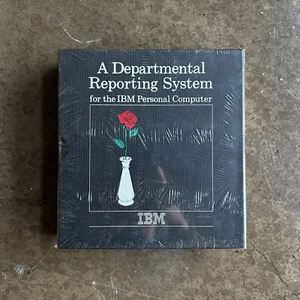 A Departmental
Reporting System
for the IBM Personal Computer
IBM